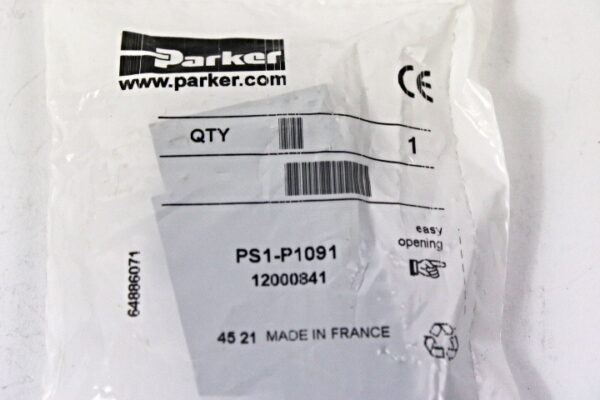 Parker
www.parker.com
CE
QTY 1
easy
opening
PS1-P1091
12000841
64886071
45 21 MADE IN FRANCE